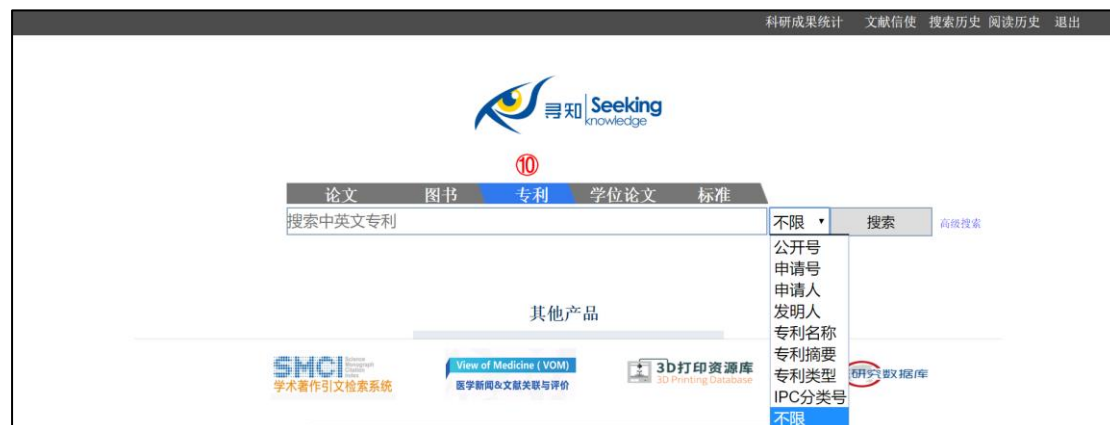 科研成果统计 文献信使 搜索历史 阅读历史 退出
寻知 Seeking
knowledge
⑩
论文 图书 专利 学位论文 标准
搜索中英文专利 不限 搜索 高级搜索
公开号
申请号
申请人
发明人
专利名称
专利摘要
专利类型
IPC分类号
不限
其他产品
SMCI Science Monograph Citation Index
学术著作引文检索系统
View of Medicine ( VOM)
医学新闻&文献关联与评价
3D打印资源库
3D Printing Database
研究数据库